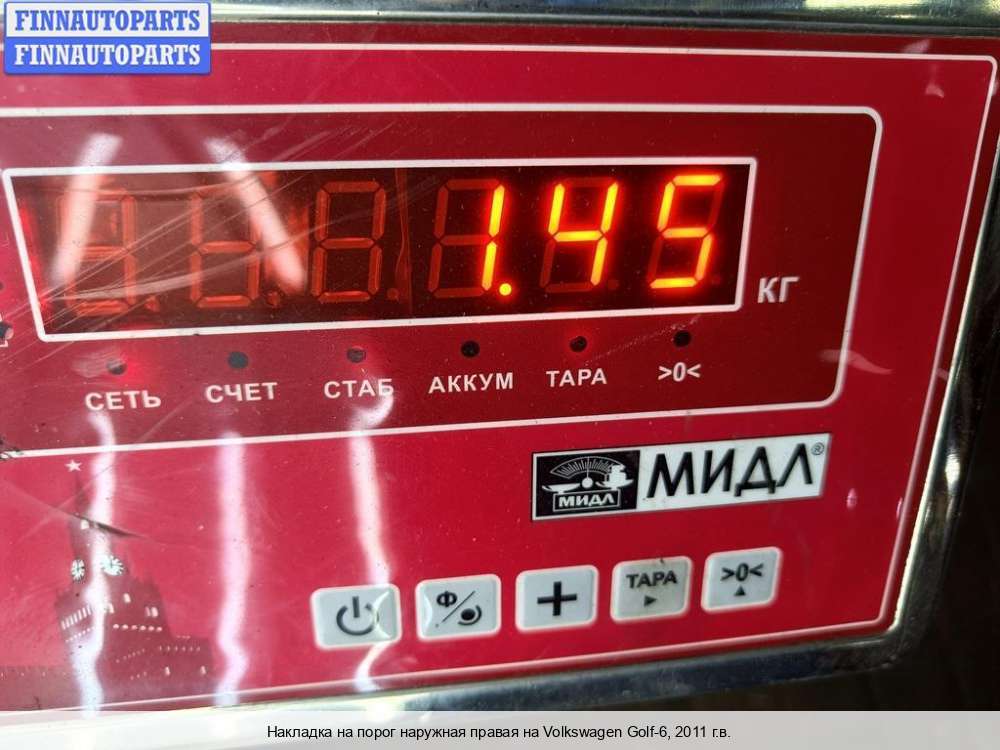 FINNAUTOPARTS
FINNAUTOPARTS
1.45
КГ
СЕТЬ СЧЕТ СТАБ АККУМ ТАРА >0<
МИДЛ МИДЛ®
Ф ТАРА >0<
Накладка на порог наружная правая на Volkswagen Golf-6, 2011 г.в.